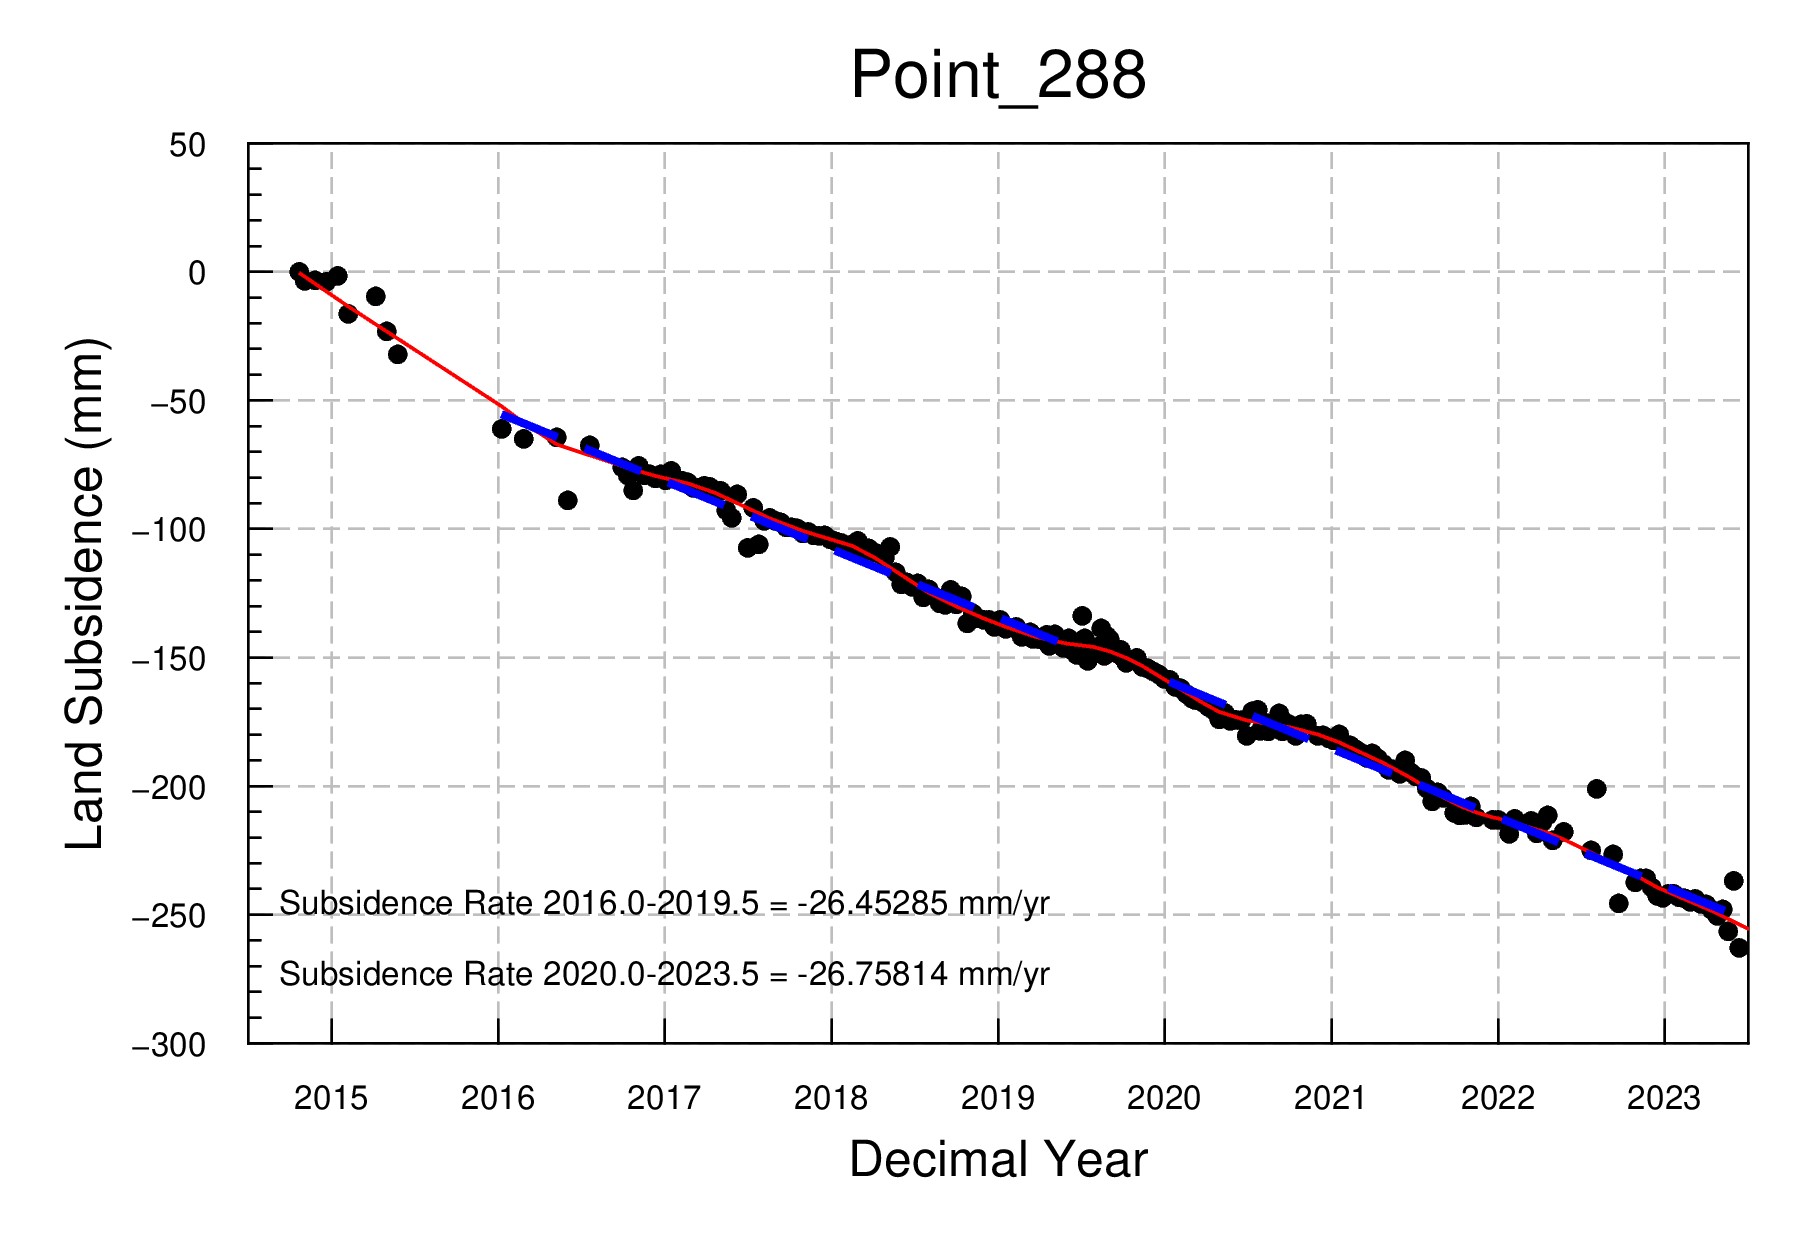 Point_288
50
0
−50
−100
−150
−200
−250
−300
Land Subsidence (mm)
Subsidence Rate 2016.0-2019.5 = -26.45285 mm/yr
Subsidence Rate 2020.0-2023.5 = -26.75814 mm/yr
2015 2016 2017 2018 2019 2020 2021 2022 2023
Decimal Year